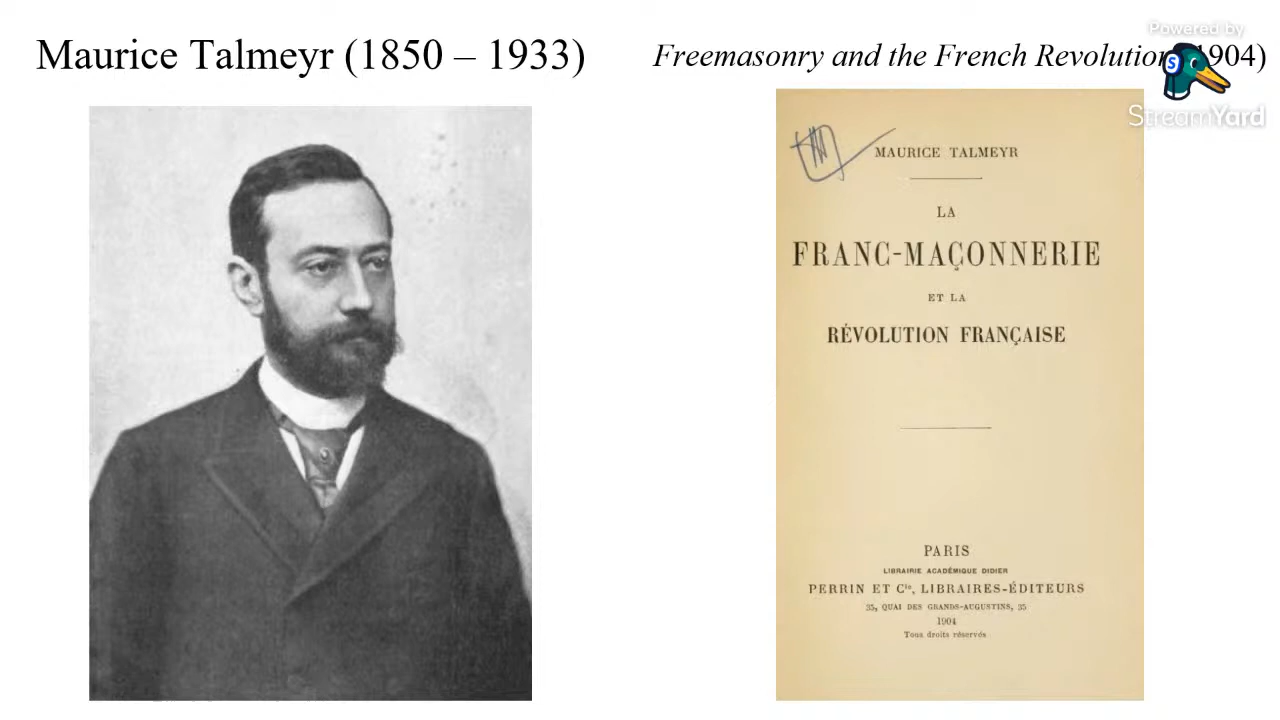 Maurice Talmeyr (1850 – 1933)
Freemasonry and the French Revolution (1904)
Powered by
StreamYard
MAURICE TALMEYR
LA
FRANC-MAÇONNERIE
ET LA
RÉVOLUTION FRANÇAISE
PARIS
LIBRAIRIE ACADÉMIQUE DIDIER
PERRIN ET Cie, LIBRAIRES-ÉDITEURS
35, QUAI DES GRANDS-AUGUSTINS, 35
1904
Tous droits réservés